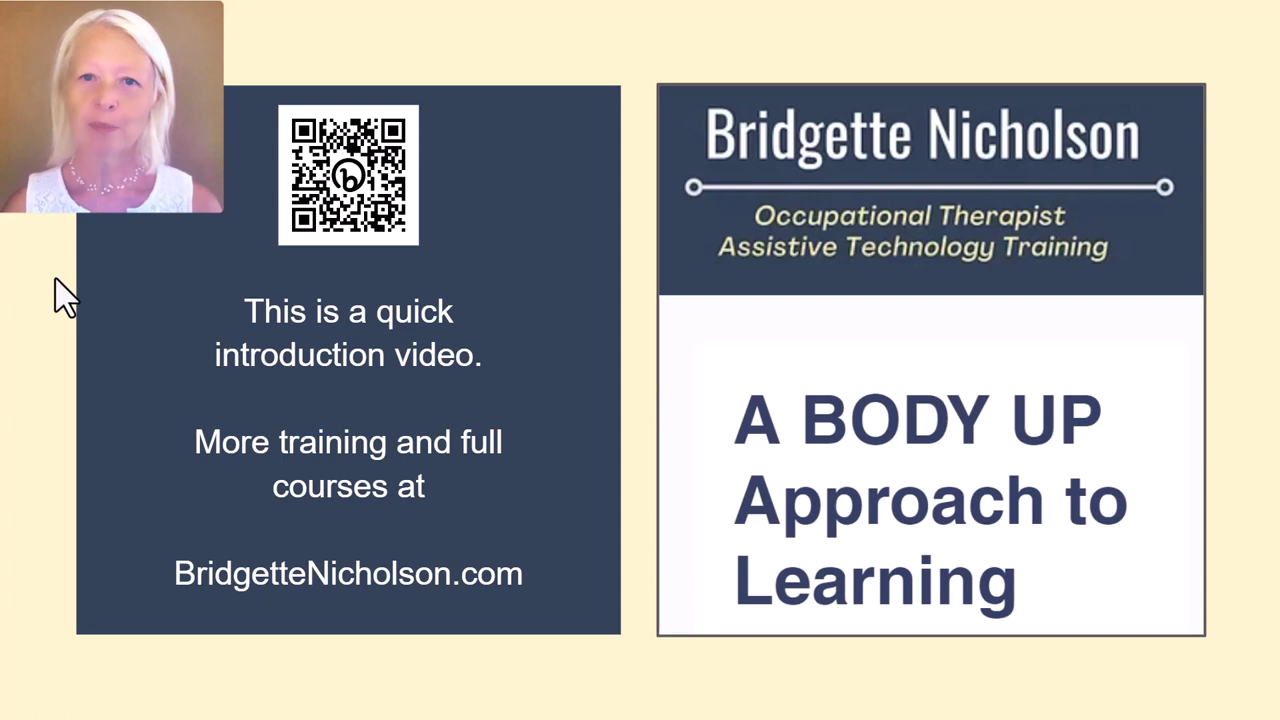 This is a quick
introduction video.
More training and full
courses at
BridgetteNicholson.com
Bridgette Nicholson
Occupational Therapist
Assistive Technology Training
A BODY UP
Approach to
Learning